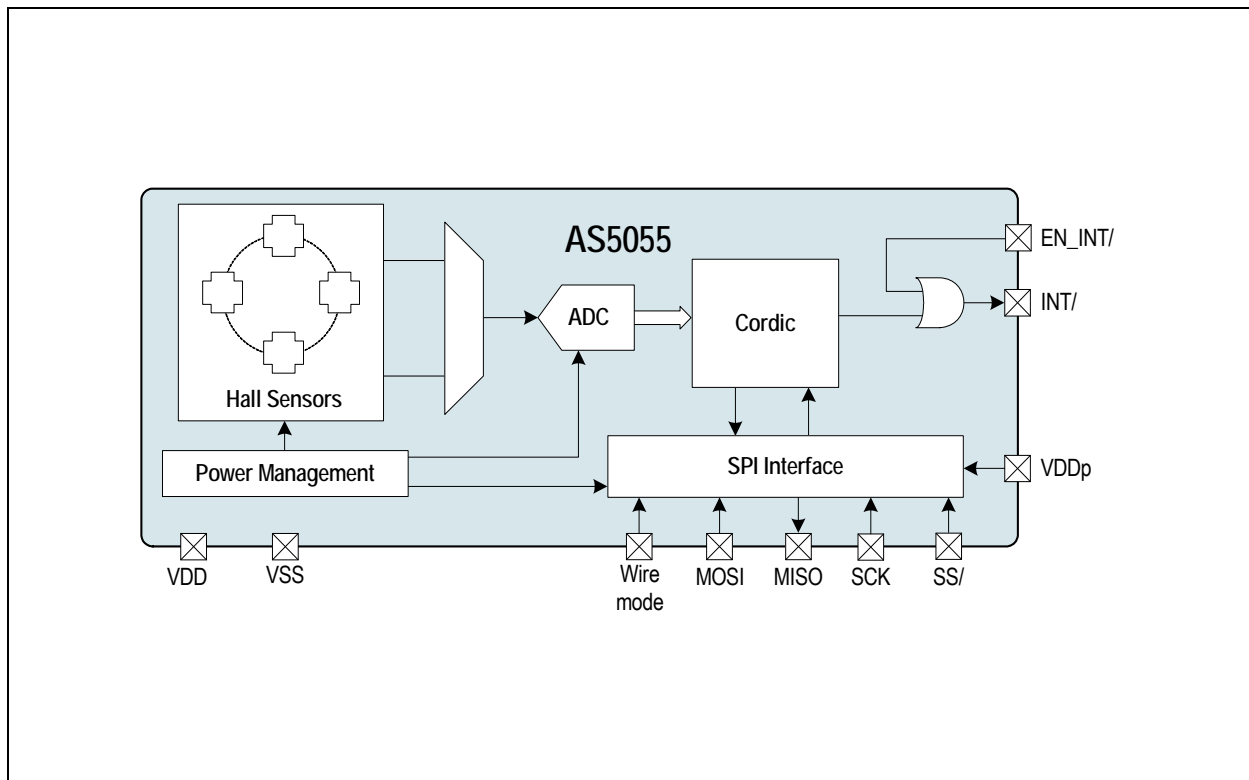 AS5055
EN_INT/
INT/
ADC
Cordic
Hall Sensors
Power Management
SPI Interface
VDDp
VDD
VSS
Wire
mode
MOSI
MISO
SCK
SS/